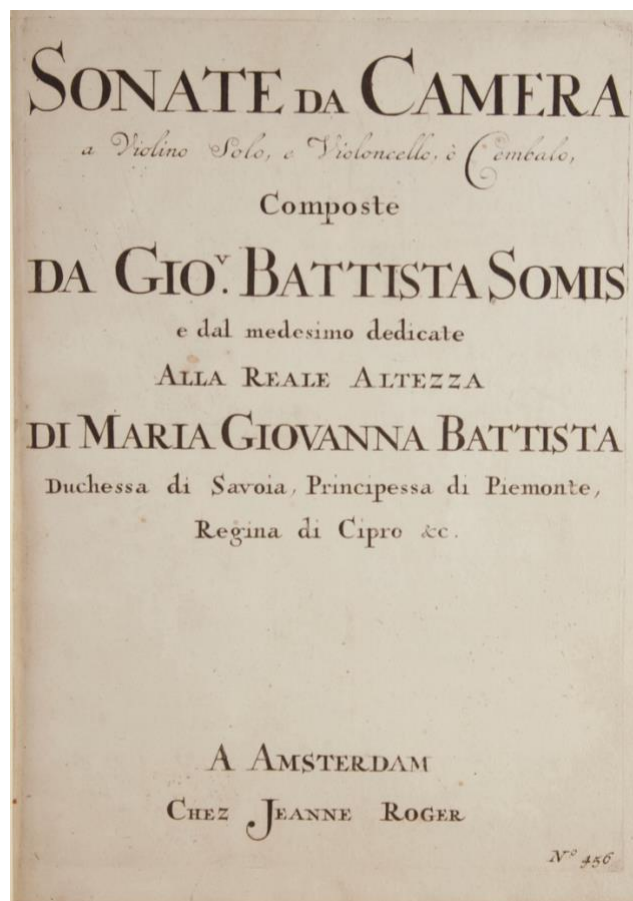 SONATE DA CAMERA
a Violino Solo, e Violoncello, ò Cembalo,
Composte
DA GIO.v BATTISTA SOMIS
e dal medesimo dedicate
ALLA REALE ALTEZZA
DI MARIA GIOVANNA BATTISTA
Duchessa di Savoia, Principessa di Piemonte,
Regina di Cipro &c.
A AMSTERDAM
CHEZ JEANNE ROGER
No 456